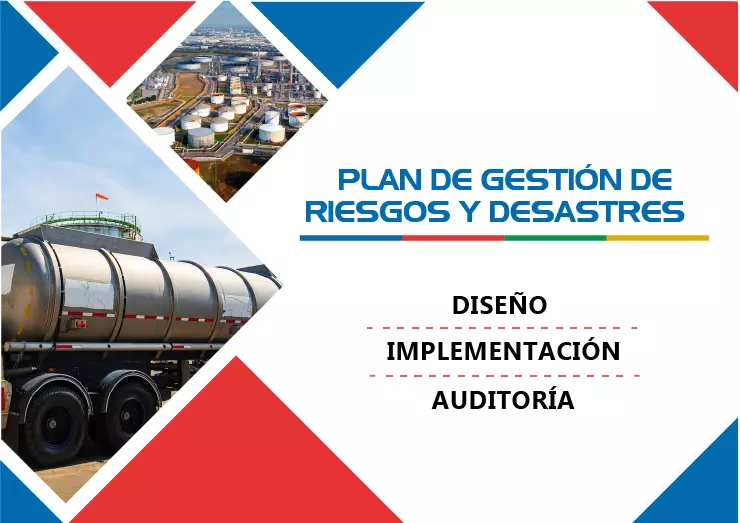 PLAN DE GESTIÓN DE
RIESGOS Y DESASTRES
DISEÑO
IMPLEMENTACIÓN
AUDITORÍA